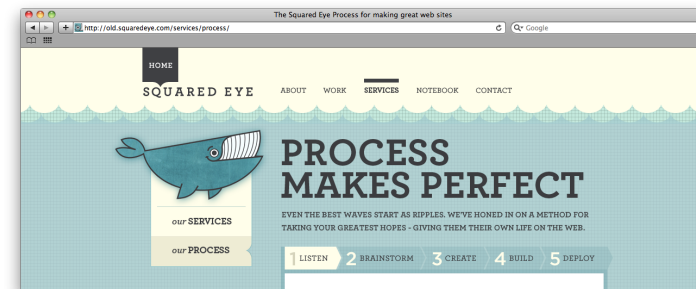 The Squared Eye Process for making great web sites
http://old.squaredeye.com/services/process/
Google
HOME
SQUARED EYE
ABOUT WORK SERVICES NOTEBOOK CONTACT
PROCESS
MAKES PERFECT
EVEN THE BEST WAVES START AS RIPPLES. WE'VE HONED IN ON A METHOD FOR
TAKING YOUR GREATEST HOPES - GIVING THEM THEIR OWN LIFE ON THE WEB.
our SERVICES
our PROCESS
1 LISTEN 2 BRAINSTORM 3 CREATE 4 BUILD 5 DEPLOY